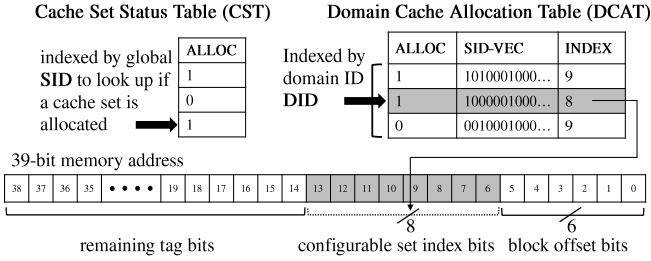 Cache Set Status Table (CST)
indexed by global
SID to look up if
a cache set is
allocated
ALLOC
1
0
1
Domain Cache Allocation Table (DCAT)
Indexed by
domain ID
DID
ALLOC SID-VEC INDEX
1 1010001000... 9
1 1000001000... 8
0 0010001000... 9
39-bit memory address
38 37 36 35 • • • • 19 18 17 16 15 14 13 12 11 10 9 8 7 6 5 4 3 2 1 0
8 6
remaining tag bits configurable set index bits block offset bits